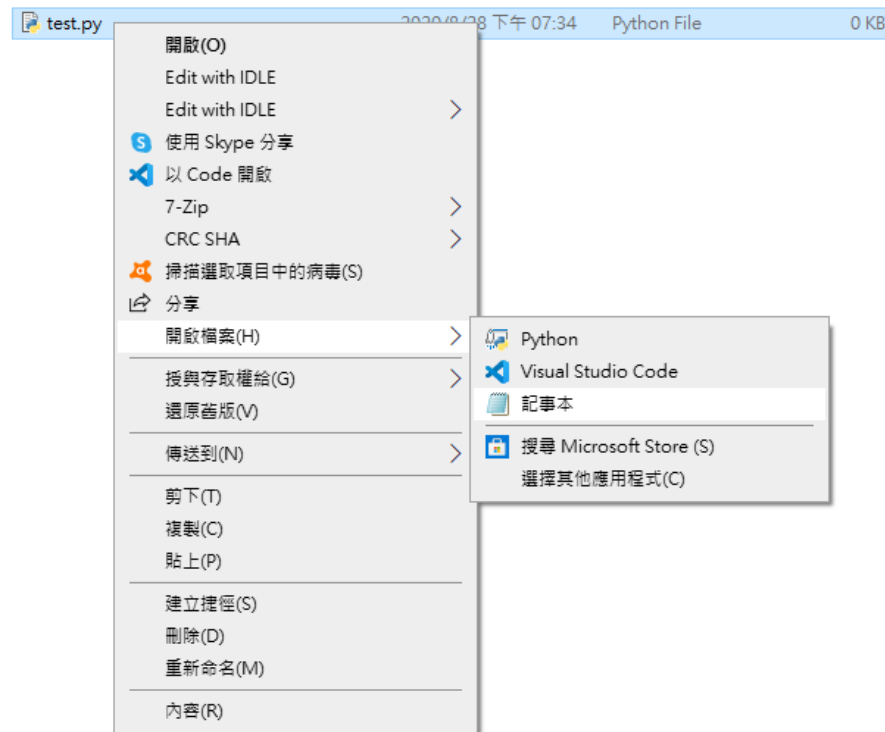 test.py 2020/8/28 下午 07:34 Python File 0 KB
開啟(O)
Edit with IDLE
Edit with IDLE
使用 Skype 分享
以 Code 開啟
7-Zip
CRC SHA
掃描選取項目中的病毒(S)
分享
開啟檔案(H)
Python
Visual Studio Code
記事本
搜尋 Microsoft Store (S)
選擇其他應用程式(C)
授與存取權給(G)
還原舊版(V)
傳送到(N)
剪下(T)
複製(C)
貼上(P)
建立捷徑(S)
刪除(D)
重新命名(M)
內容(R)